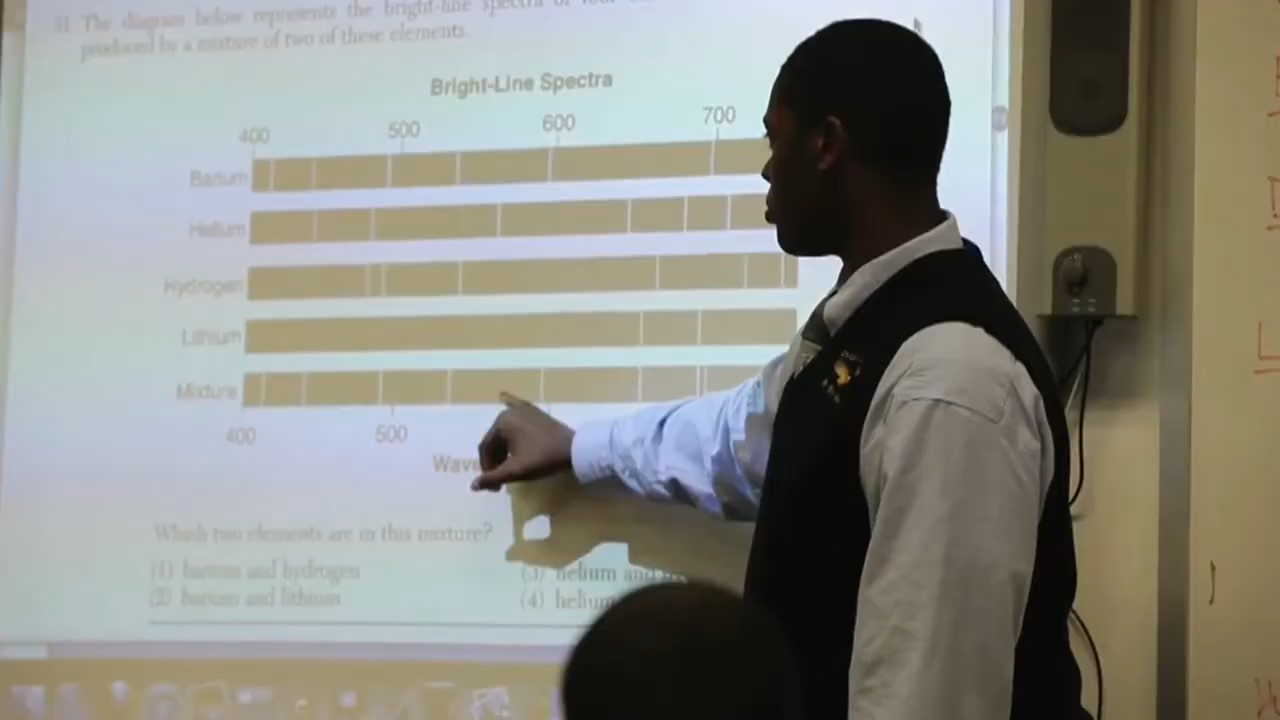 The diagram below represents the bright-line spectra of four
produced by a mixture of two of these elements.
Bright-Line Spectra
400 500 600 700
Barium
Helium
Hydrogen
Lithium
Mixture
400 500
Which two elements are in this mixture?
(1) barium and hydrogen (3) helium and
(2) barium and lithium (4) helium